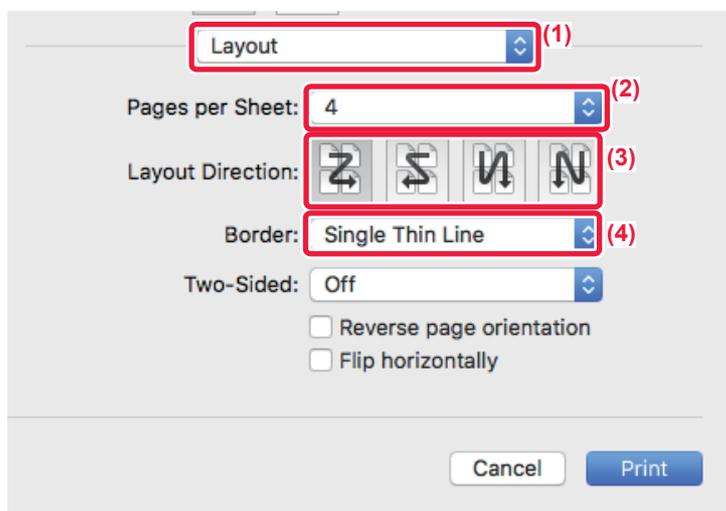 Layout (1)
Pages per Sheet: 4 (2)
Layout Direction: (3)
Border: Single Thin Line (4)
Two-Sided: Off
Reverse page orientation
Flip horizontally
Cancel Print